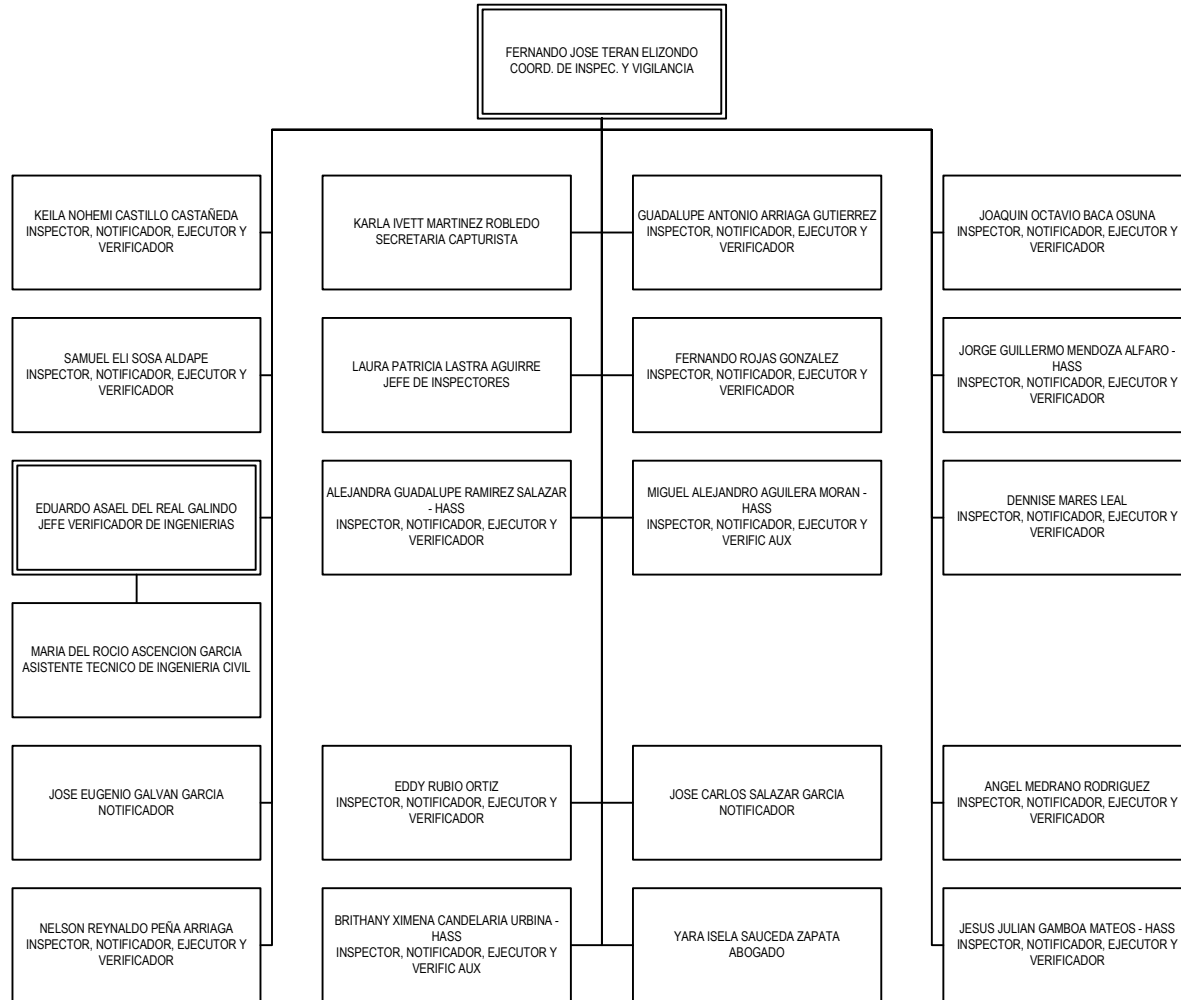 FERNANDO JOSE TERAN ELIZONDO
COORD. DE INSPEC. Y VIGILANCIA
KEILA NOHEMI CASTILLO CASTAÑEDA
INSPECTOR, NOTIFICADOR, EJECUTOR Y
VERIFICADOR
KARLA IVETT MARTINEZ ROBLEDO
SECRETARIA CAPTURISTA
GUADALUPE ANTONIO ARRIAGA GUTIERREZ
INSPECTOR, NOTIFICADOR, EJECUTOR Y
VERIFICADOR
JOAQUIN OCTAVIO BACA OSUNA
INSPECTOR, NOTIFICADOR, EJECUTOR Y
VERIFICADOR
SAMUEL ELI SOSA ALDAPE
INSPECTOR, NOTIFICADOR, EJECUTOR Y
VERIFICADOR
LAURA PATRICIA LASTRA AGUIRRE
JEFE DE INSPECTORES
FERNANDO ROJAS GONZALEZ
INSPECTOR, NOTIFICADOR, EJECUTOR Y
VERIFICADOR
JORGE GUILLERMO MENDOZA ALFARO -
HASS
INSPECTOR, NOTIFICADOR, EJECUTOR Y
VERIFICADOR
EDUARDO ASAEL DEL REAL GALINDO
JEFE VERIFICADOR DE INGENIERIAS
ALEJANDRA GUADALUPE RAMIREZ SALAZAR
- HASS
INSPECTOR, NOTIFICADOR, EJECUTOR Y
VERIFICADOR
MIGUEL ALEJANDRO AGUILERA MORAN -
HASS
INSPECTOR, NOTIFICADOR, EJECUTOR Y
VERIFIC AUX
DENNISE MARES LEAL
INSPECTOR, NOTIFICADOR, EJECUTOR Y
VERIFICADOR
MARIA DEL ROCIO ASCENCION GARCIA
ASISTENTE TECNICO DE INGENIERIA CIVIL
JOSE EUGENIO GALVAN GARCIA
NOTIFICADOR
EDDY RUBIO ORTIZ
INSPECTOR, NOTIFICADOR, EJECUTOR Y
VERIFICADOR
JOSE CARLOS SALAZAR GARCIA
NOTIFICADOR
ANGEL MEDRANO RODRIGUEZ
INSPECTOR, NOTIFICADOR, EJECUTOR Y
VERIFICADOR
NELSON REYNALDO PEÑA ARRIAGA
INSPECTOR, NOTIFICADOR, EJECUTOR Y
VERIFICADOR
BRITHANY XIMENA CANDELARIA URBINA -
HASS
INSPECTOR, NOTIFICADOR, EJECUTOR Y
VERIFIC AUX
YARA ISELA SAUCEDA ZAPATA
ABOGADO
JESUS JULIAN GAMBOA MATEOS - HASS
INSPECTOR, NOTIFICADOR, EJECUTOR Y
VERIFICADOR